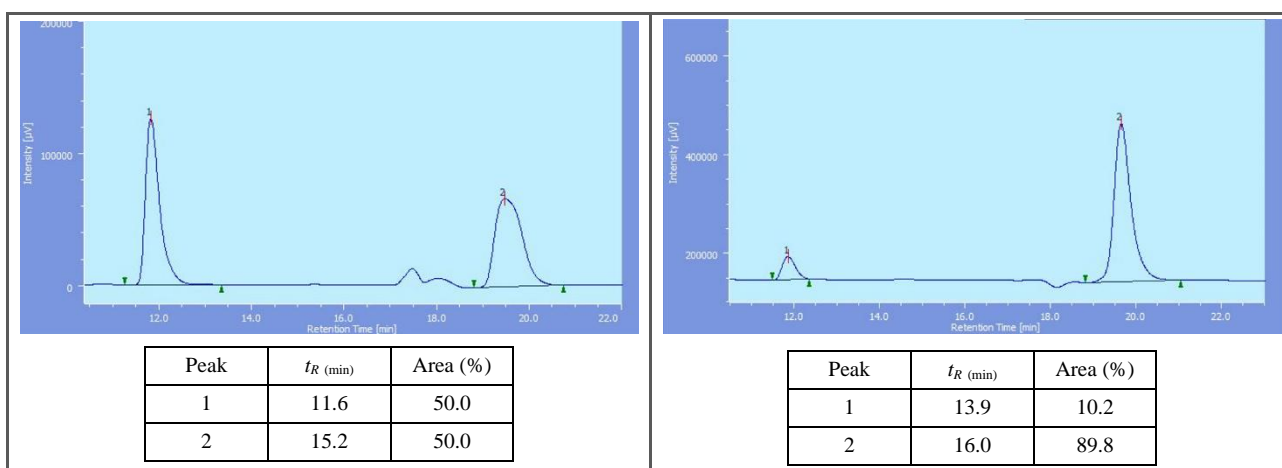 200000
1
2
100000
0
Intensity [µV]
12.0 14.0 16.0 18.0 20.0 22.0
Retention Time [min]
Peak tR (min) Area (%)
1 11.6 50.0
2 15.2 50.0
600000
2
400000
1
200000
Intensity [µV]
12.0 14.0 16.0 18.0 20.0 22.0
Retention Time [min]
Peak tR (min) Area (%)
1 13.9 10.2
2 16.0 89.8